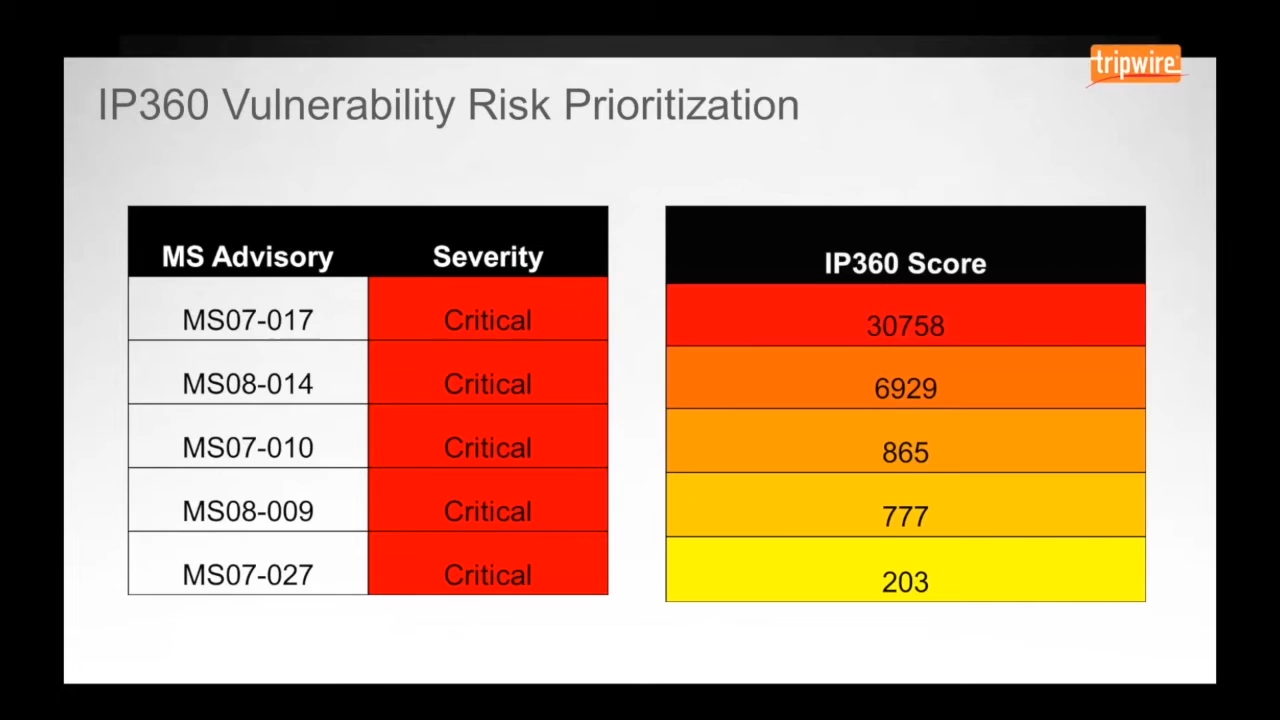 tripwire
IP360 Vulnerability Risk Prioritization
MS Advisory Severity
MS07-017 Critical
MS08-014 Critical
MS07-010 Critical
MS08-009 Critical
MS07-027 Critical
IP360 Score
30758
6929
865
777
203